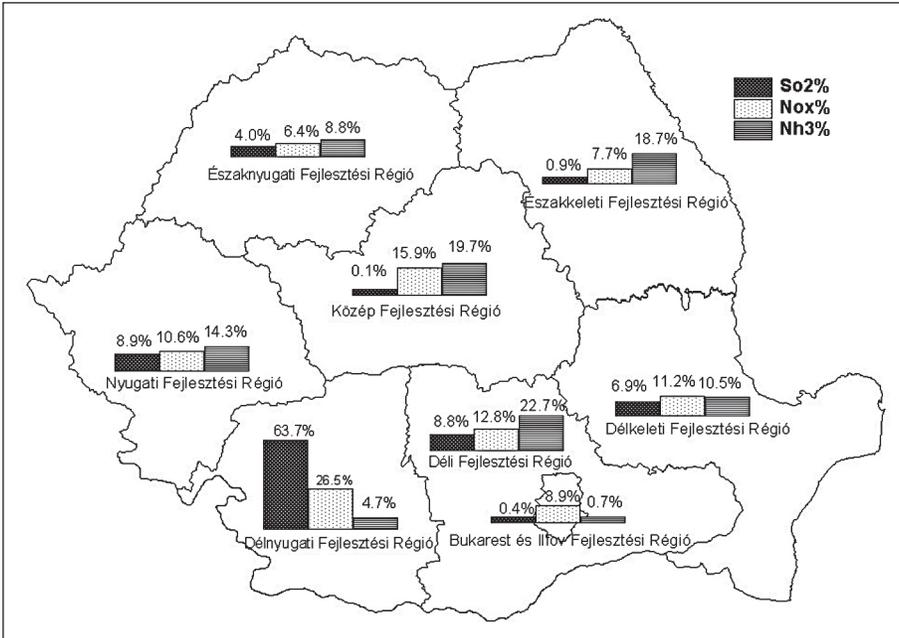 So2%
Nox%
Nh3%
4.0% 6.4% 8.8%
Északnyugati Fejlesztési Régió
0.9% 7.7% 18.7%
Északkeleti Fejlesztési Régió
0.1% 15.9% 19.7%
Közép Fejlesztési Régió
8.9% 10.6% 14.3%
Nyugati Fejlesztési Régió
6.9% 11.2% 10.5%
Délkeleti Fejlesztési Régió
63.7% 26.5% 4.7%
Délnyugati Fejlesztési Régió
8.8% 12.8% 22.7%
Déli Fejlesztési Régió
0.4% 8.9% 0.7%
Bukarest és Ilfov Fejlesztési Régió